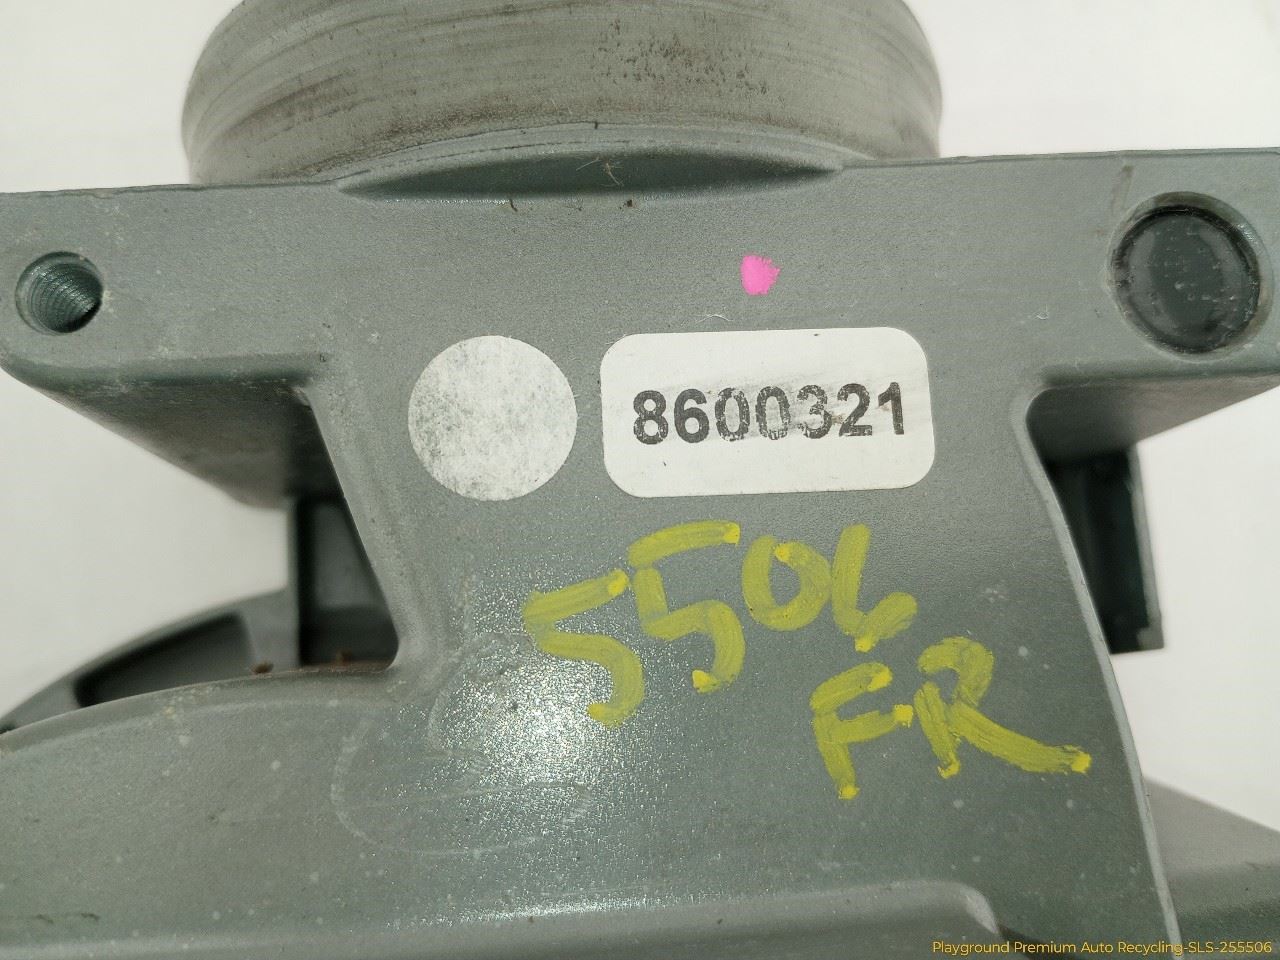 8600321
5506
FR
Playground Premium Auto Recycling-SLS-255506